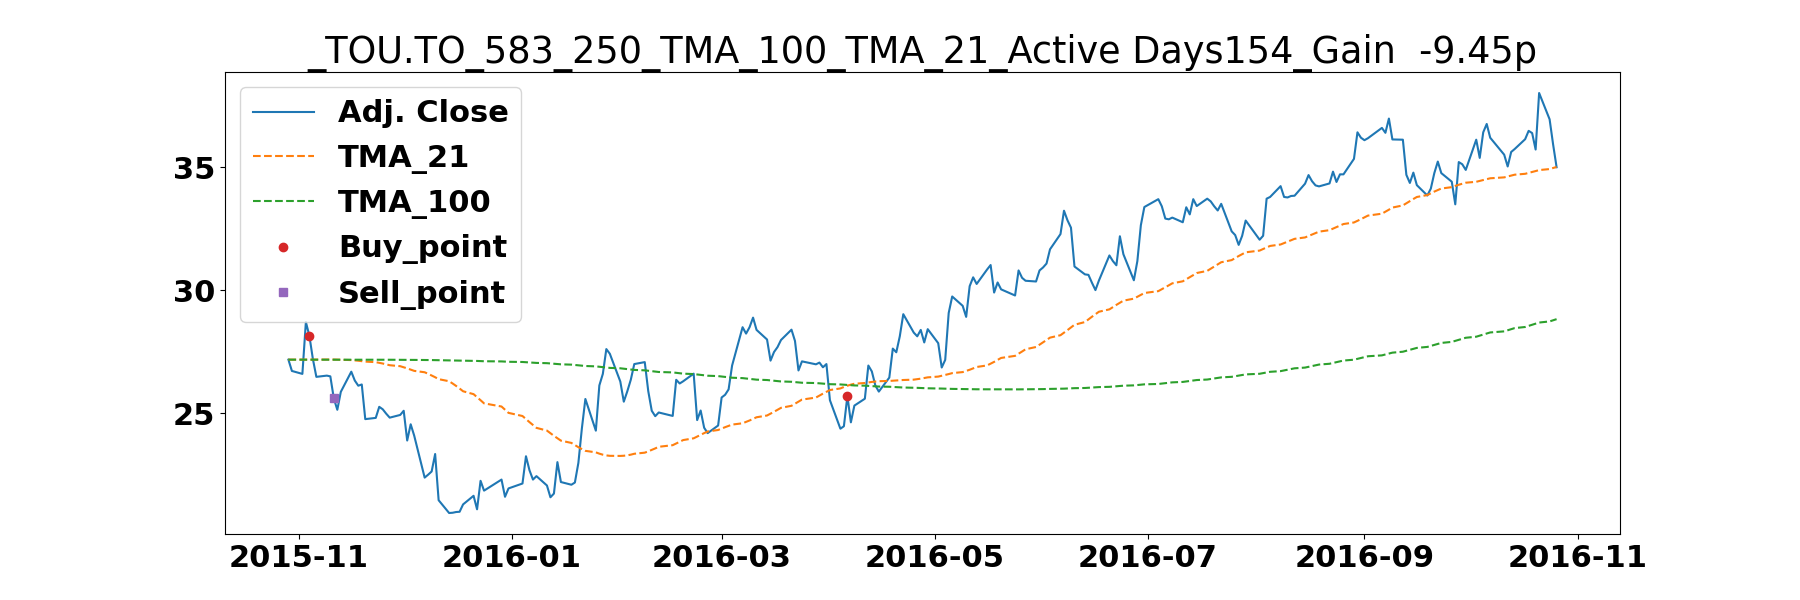 _TOU.TO_583_250_TMA_100_TMA_21_Active Days154_Gain  -9.45p
Adj. Close
TMA_21
TMA_100
Buy_point
Sell_point
35
30
25
2015-11
2016-01
2016-03
2016-05
2016-07
2016-09
2016-11